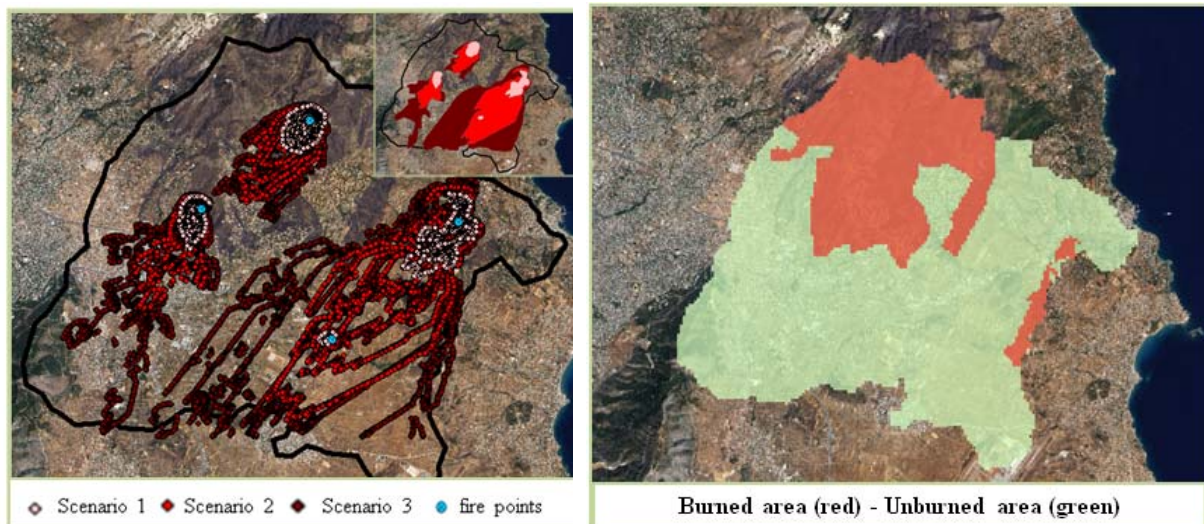 Scenario 1 Scenario 2 Scenario 3 fire points
Burned area (red) - Unburned area (green)